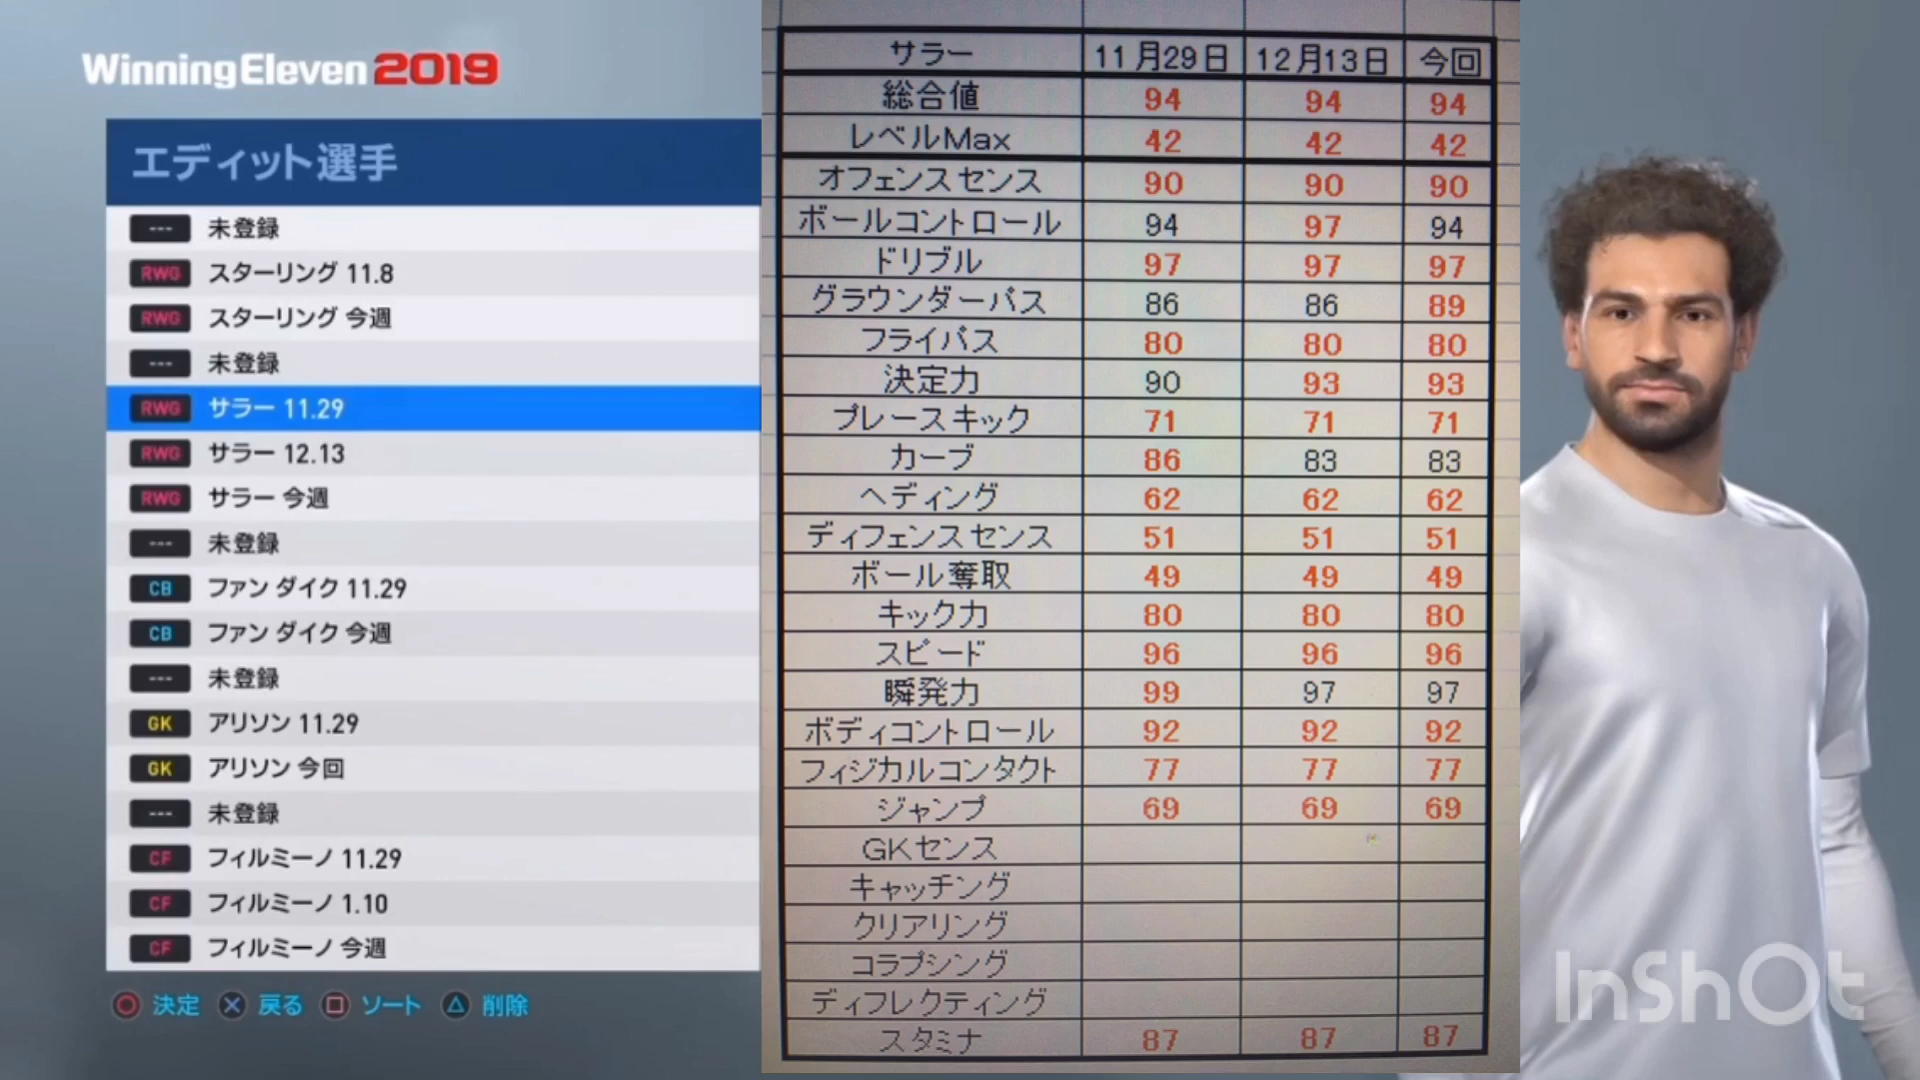 Winning Eleven 2019
エディット選手
--- 未登録
RWG スターリング 11.8
RWG スターリング 今週
--- 未登録
RWG サラー 11.29
RWG サラー 12.13
RWG サラー 今週
--- 未登録
CB ファン ダイク 11.29
CB ファン ダイク 今週
--- 未登録
GK アリソン 11.29
GK アリソン 今回
--- 未登録
CF フィルミーノ 11.29
CF フィルミーノ 1.10
CF フィルミーノ 今週
決定 戻る ソート 削除
サラー 11月29日 12月13日 今回
総合値 94 94 94
レベルMax 42 42 42
オフェンスセンス 90 90 90
ボールコントロール 94 97 94
ドリブル 97 97 97
グラウンダーパス 86 86 89
フライパス 80 80 80
決定力 90 93 93
プレースキック 71 71 71
カーブ 86 83 83
ヘディング 62 62 62
ディフェンスセンス 51 51 51
ボール奪取 49 49 49
キック力 80 80 80
スピード 96 96 96
瞬発力 99 97 97
ボディコントロール 92 92 92
フィジカルコンタクト 77 77 77
ジャンプ 69 69 69
GKセンス
キャッチング
クリアリング
コラプシング
ディフレクティング
スタミナ 87 87 87
InShOt